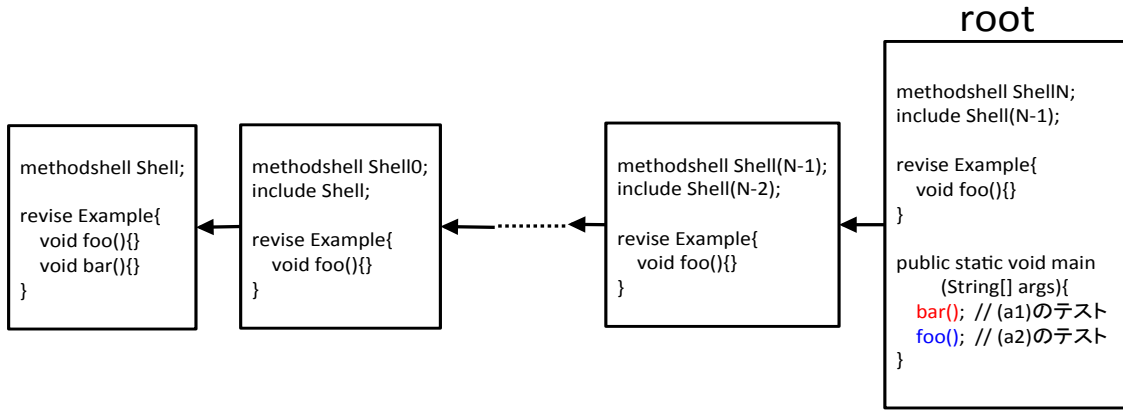 root
methodshell Shell;
revise Example{
void foo(){}
void bar(){}
}
methodshell Shell0;
include Shell;
revise Example{
void foo(){}
}
methodshell Shell(N-1);
include Shell(N-2);
revise Example{
void foo(){}
}
methodshell ShellN;
include Shell(N-1);
revise Example{
void foo(){}
}
public static void main
(String[] args){
bar(); // (a1)のテスト
foo(); // (a2)のテスト
}